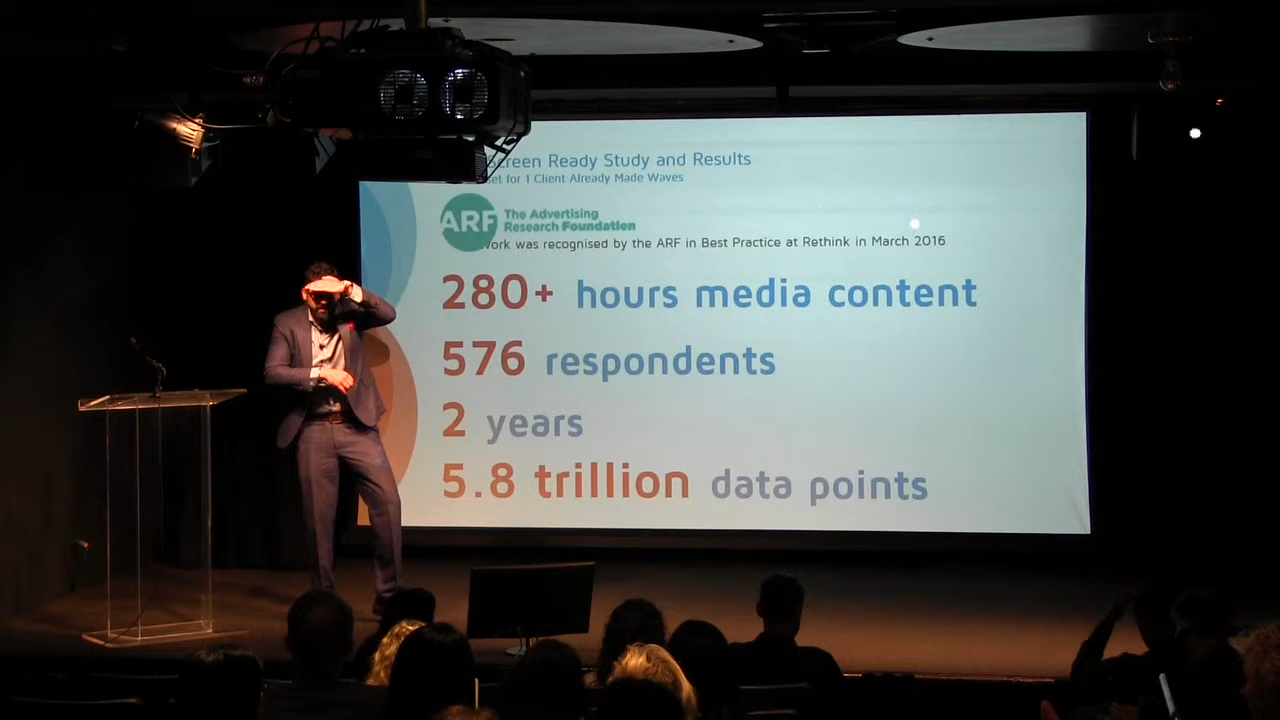 Screen Ready Study and Results
set for 1 Client Already Made Waves
ARF
The Advertising
Research Foundation
work was recognised by the ARF in Best Practice at Rethink in March 2016
280+ hours media content
576 respondents
2 years
5.8 trillion data points